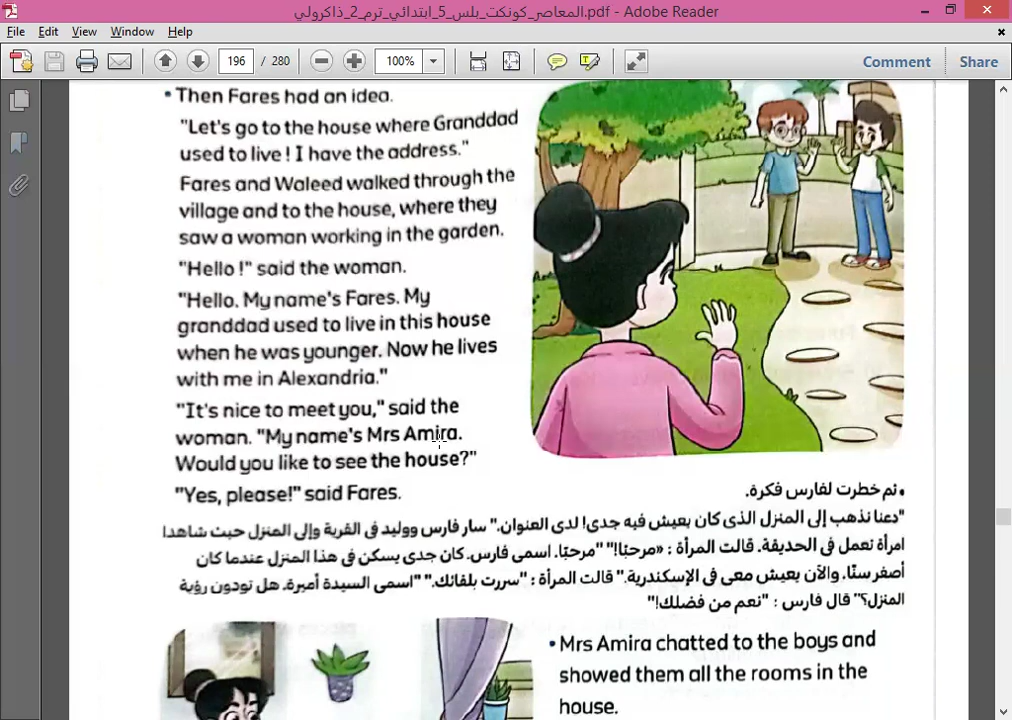 المعاصر_كونكت_بلس_5_ابتدائي_ترم_2_ذاكرولي.pdf - Adobe Reader
File Edit View Window Help
196 / 280 100% Comment Share
• Then Fares had an idea.
"Let's go to the house where Granddad
used to live ! I have the address."
Fares and Waleed walked through the
village and to the house, where they
saw a woman working in the garden.
"Hello !" said the woman.
"Hello. My name's Fares. My
granddad used to live in this house
when he was younger. Now he lives
with me in Alexandria."
"It's nice to meet you," said the
woman. "My name's Mrs Amira.
Would you like to see the house?"
"Yes, please!" said Fares.
• ثم خطرت لفارس فكرة.
"دعنا نذهب إلى المنزل الذى كان يعيش فيه جدى! لدى العنوان." سار فارس ووليد فى القرية وإلى المنزل حيث شاهدا
امرأة تعمل فى الحديقة. قالت المرأة : «مرحبًا!" "مرحبًا. اسمى فارس. كان جدى يسكن فى هذا المنزل عندما كان
أصغر سنًا. والآن يعيش معى فى الإسكندرية." قالت المرأة : "سررت بلقائك." "اسمى السيدة أميرة. هل تودون رؤية
المنزل؟" قال فارس : "نعم من فضلك!"
• Mrs Amira chatted to the boys and
showed them all the rooms in the
house.